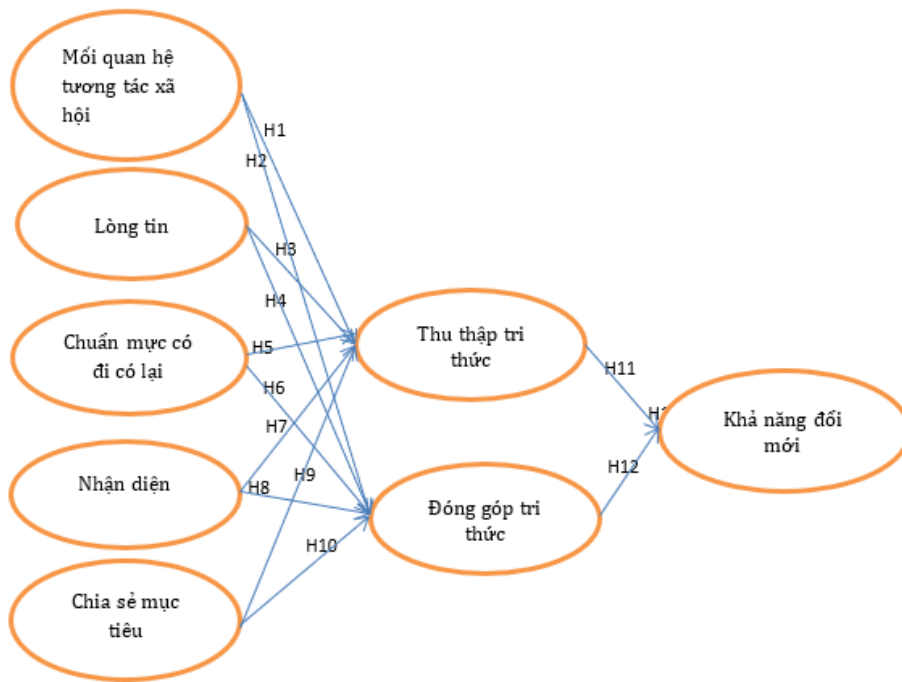 Mối quan hệ
tương tác xã
hội
H1
H2
Lòng tin
H3
H4
Chuẩn mực có
đi có lại
H5
H6
Thu thập tri
thức
H11
Khả năng đổi
mới
H7
H9
H12
Nhận diện
H8
Đóng góp tri
thức
H10
Chia sẻ mục
tiêu